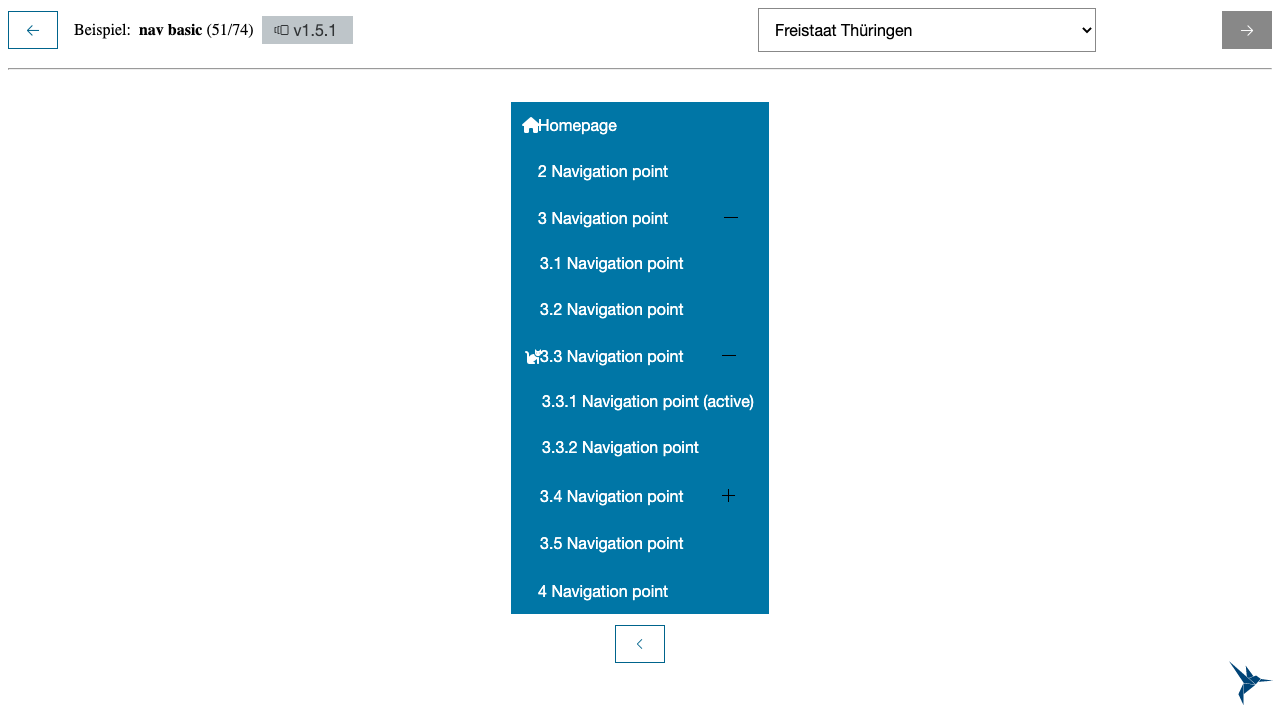 Beispiel: nav basic (51/74) v1.5.1 Freistaat Thüringen
Homepage
2 Navigation point
3 Navigation point
3.1 Navigation point
3.2 Navigation point
3.3 Navigation point
3.3.1 Navigation point (active)
3.3.2 Navigation point
3.4 Navigation point
3.5 Navigation point
4 Navigation point